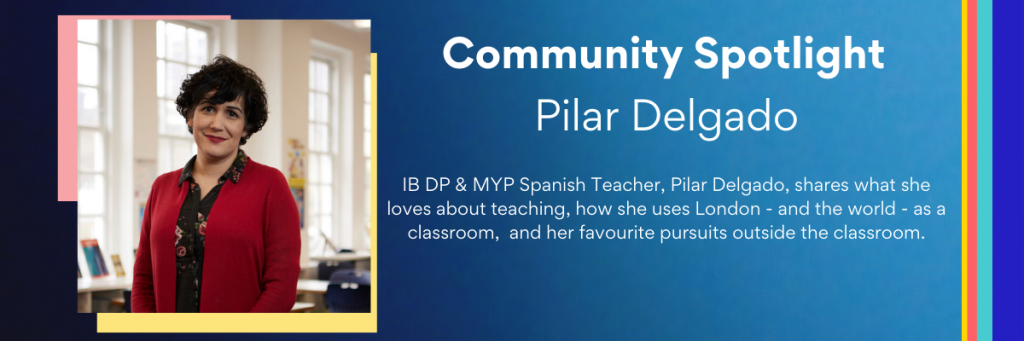 Community Spotlight
Pilar Delgado
IB DP & MYP Spanish Teacher, Pilar Delgado, shares what she
loves about teaching, how she uses London - and the world - as a
classroom,  and her favourite pursuits outside the classroom.